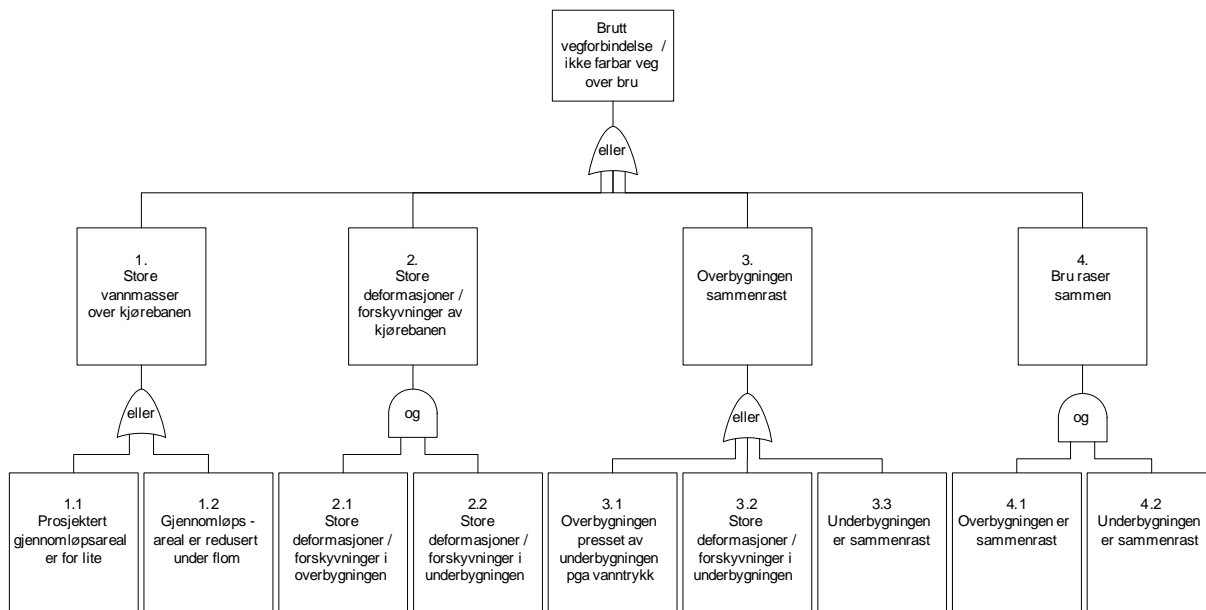 Brutt
vegforbindelse /
ikke farbar veg
over bru
eller
1.
Store
vannmasser
over kjørebanen
2.
Store
deformasjoner /
forskyvninger av
kjørebanen
3.
Overbygningen
sammenrast
4.
Bru raser
sammen
eller
og
eller
og
1.1
Prosjektert
gjennomløpsareal
er for lite
1.2
Gjennomløps -
areal er redusert
under flom
2.1
Store
deformasjoner /
forskyvninger i
overbygningen
2.2
Store
deformasjoner /
forskyvninger i
underbygningen
3.1
Overbygningen
presset av
underbygningen
pga vanntrykk
3.2
Store
deformasjoner /
forskyvninger i
underbygningen
3.3
Underbygningen
er sammenrast
4.1
Overbygningen er
sammenrast
4.2
Underbygningen
er sammenrast